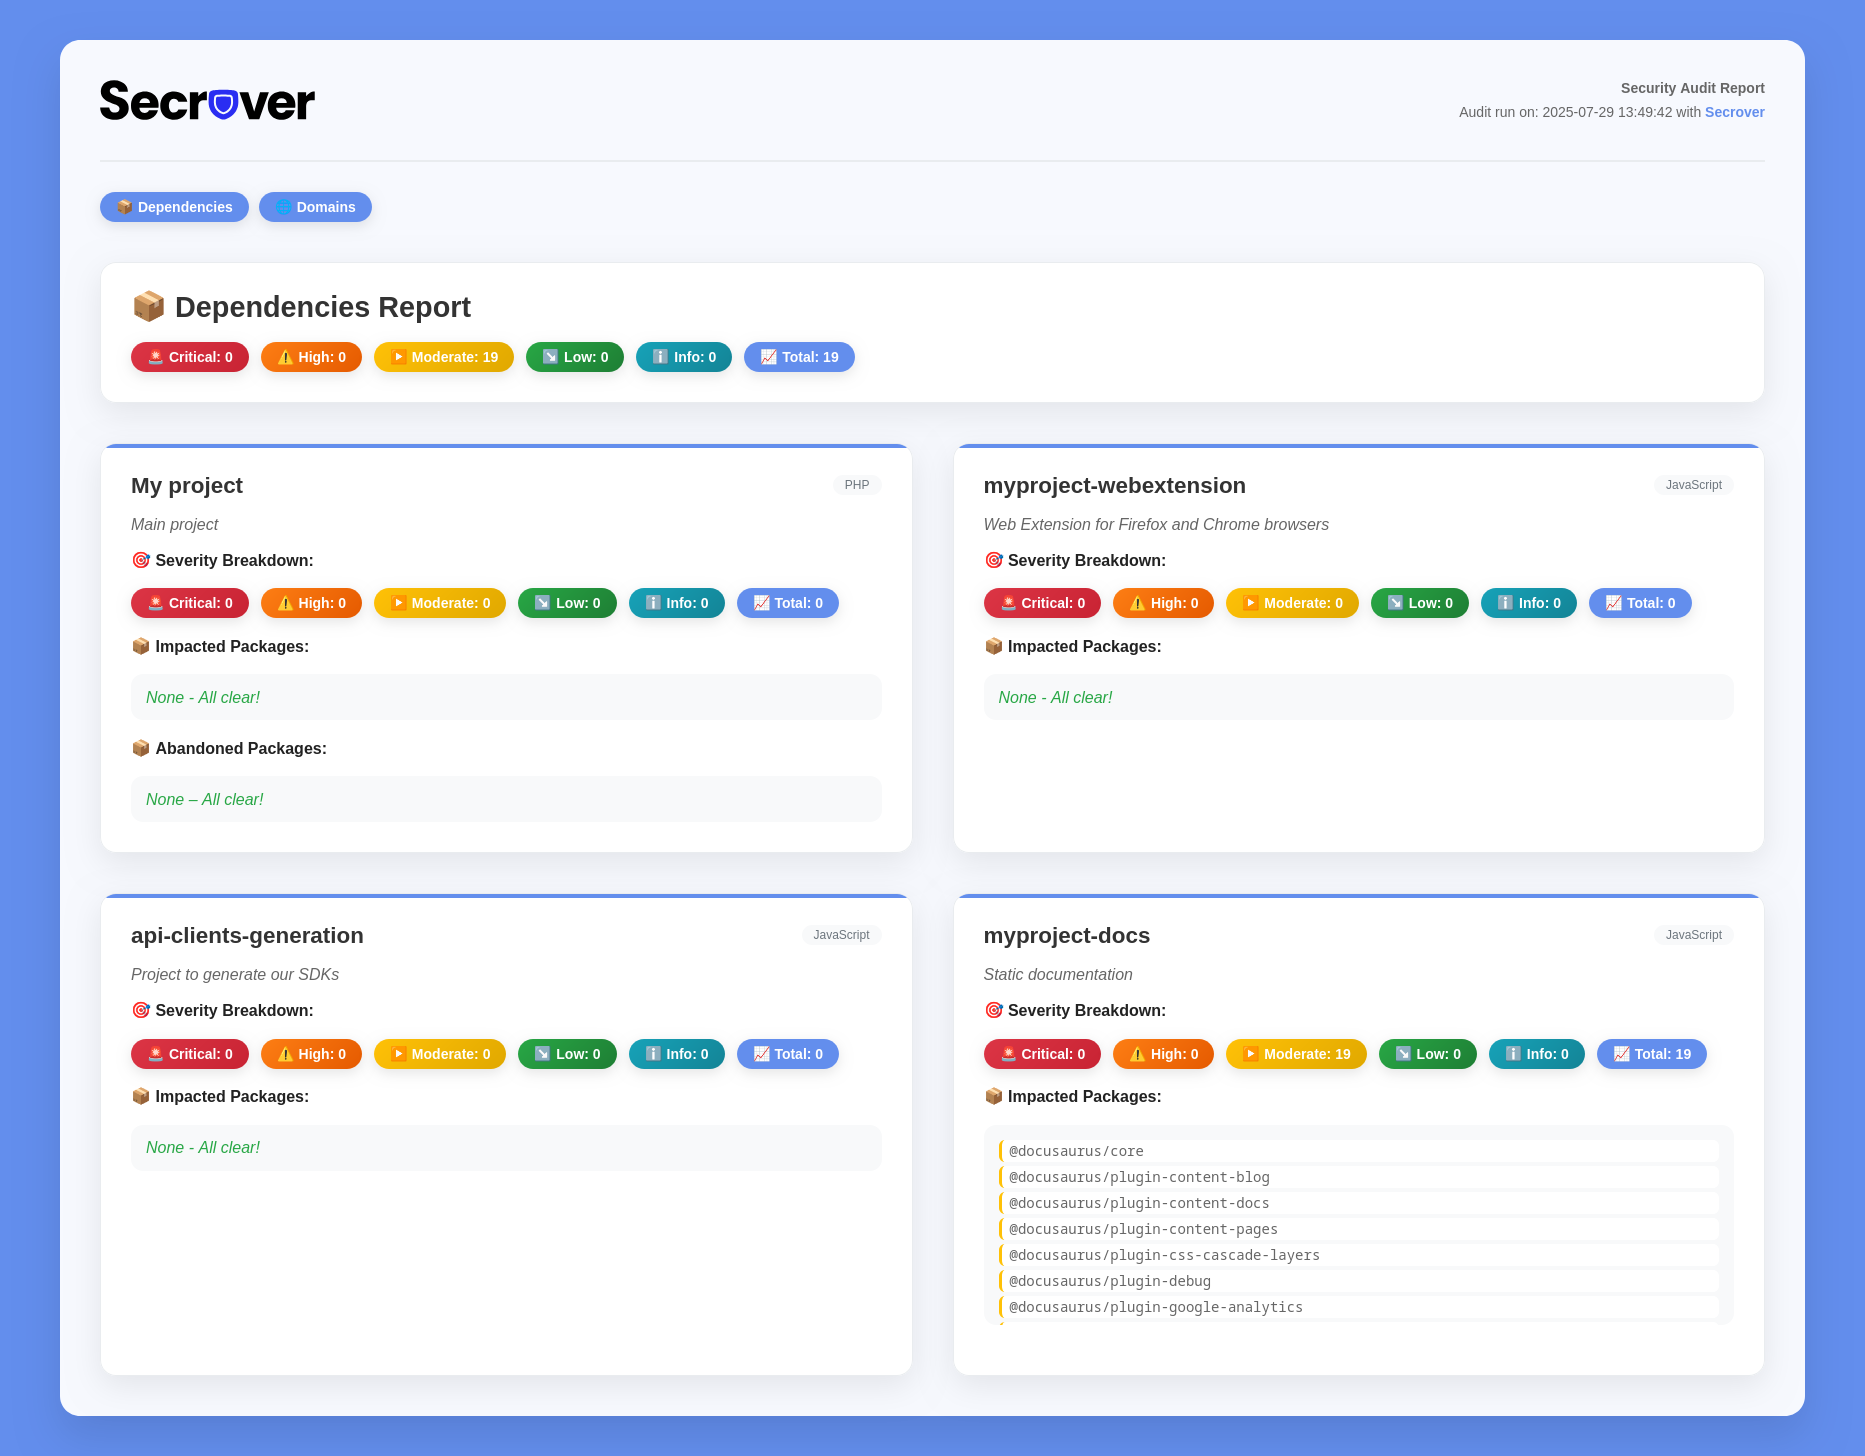 Secrover
Security Audit Report
Audit run on: 2025-07-29 13:49:42 with Secrover
📦 Dependencies
🌐 Domains
📦 Dependencies Report
🚨 Critical: 0
⚠️ High: 0
▶️ Moderate: 19
↘️ Low: 0
ℹ️ Info: 0
📈 Total: 19
My project
PHP
Main project
🎯 Severity Breakdown:
🚨 Critical: 0
⚠️ High: 0
▶️ Moderate: 0
↘️ Low: 0
ℹ️ Info: 0
📈 Total: 0
📦 Impacted Packages:
None - All clear!
📦 Abandoned Packages:
None – All clear!
myproject-webextension
JavaScript
Web Extension for Firefox and Chrome browsers
🎯 Severity Breakdown:
🚨 Critical: 0
⚠️ High: 0
▶️ Moderate: 0
↘️ Low: 0
ℹ️ Info: 0
📈 Total: 0
📦 Impacted Packages:
None - All clear!
api-clients-generation
JavaScript
Project to generate our SDKs
🎯 Severity Breakdown:
🚨 Critical: 0
⚠️ High: 0
▶️ Moderate: 0
↘️ Low: 0
ℹ️ Info: 0
📈 Total: 0
📦 Impacted Packages:
None - All clear!
myproject-docs
JavaScript
Static documentation
🎯 Severity Breakdown:
🚨 Critical: 0
⚠️ High: 0
▶️ Moderate: 19
↘️ Low: 0
ℹ️ Info: 0
📈 Total: 19
📦 Impacted Packages:
@docusaurus/core
@docusaurus/plugin-content-blog
@docusaurus/plugin-content-docs
@docusaurus/plugin-content-pages
@docusaurus/plugin-css-cascade-layers
@docusaurus/plugin-debug
@docusaurus/plugin-google-analytics